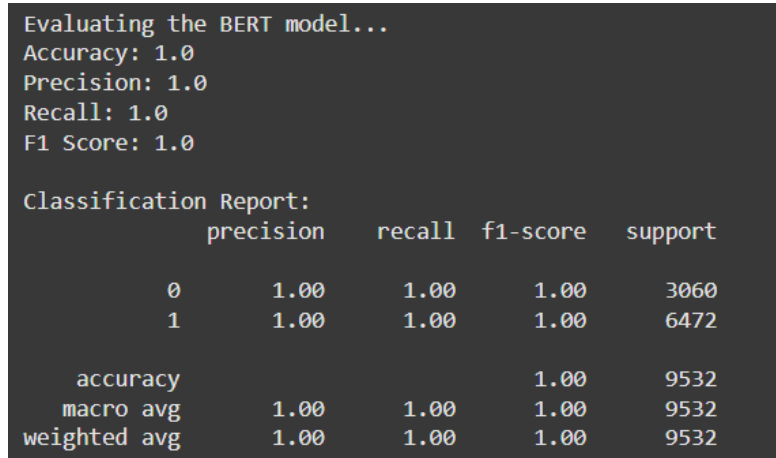 Evaluating the BERT model...
Accuracy: 1.0
Precision: 1.0
Recall: 1.0
F1 Score: 1.0
Classification Report:
precision recall f1-score support
0 1.00 1.00 1.00 3060
1 1.00 1.00 1.00 6472
accuracy 1.00 9532
macro avg 1.00 1.00 1.00 9532
weighted avg 1.00 1.00 1.00 9532